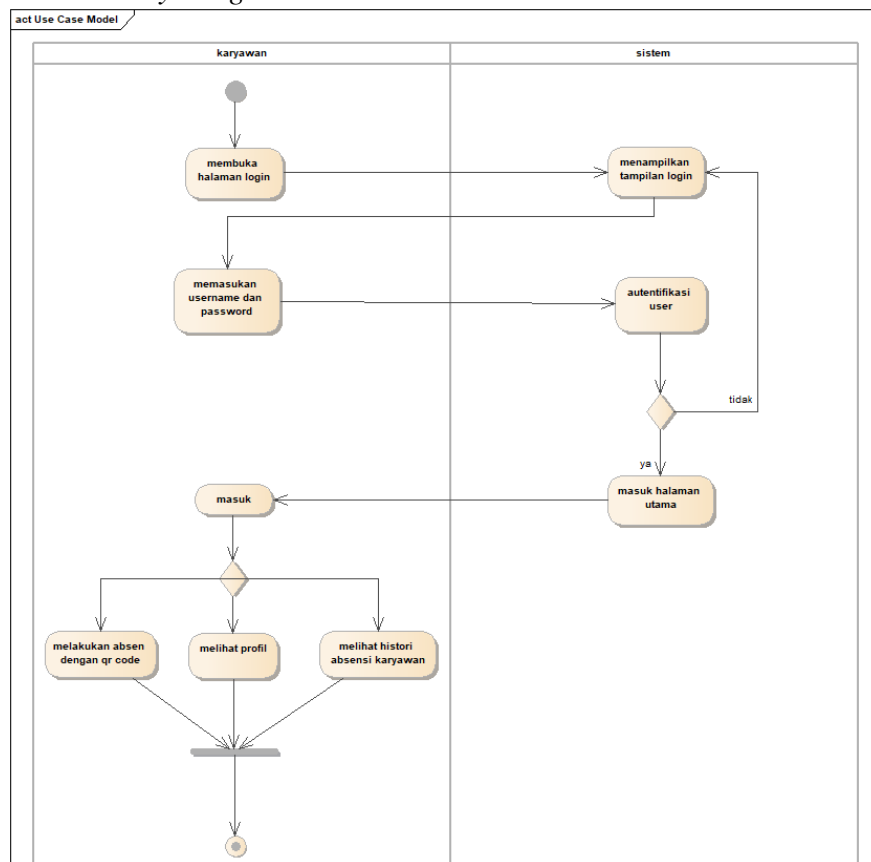 act Use Case Model
karyawan
sistem
membuka
halaman login
menampilkan
tampilan login
memasukan
username dan
password
autentifikasi
user
tidak
ya
masuk halaman
utama
masuk
melakukan absen
dengan qr code
melihat profil
melihat histori
absensi karyawan